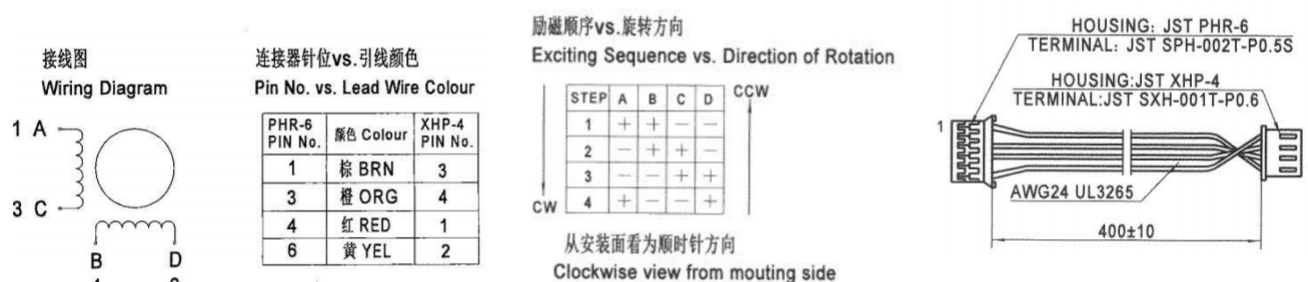 接线图
Wiring Diagram
1 A
3 C
B
D
连接器针位vs.引线颜色
Pin No. vs. Lead Wire Colour
PHR-6 PIN No. 颜色 Colour XHP-4 PIN No.
1 棕 BRN 3
3 橙 ORG 4
4 红 RED 1
6 黄 YEL 2
励磁顺序vs.旋转方向
Exciting Sequence vs. Direction of Rotation
STEP A B C D
1 + + − −
2 − + + −
3 − − + +
4 + − − +
CW
CCW
从安装面看为顺时针方向
Clockwise view from mouting side
HOUSING: JST PHR-6
TERMINAL: JST SPH-002T-P0.5S
HOUSING:JST XHP-4
TERMINAL:JST SXH-001T-P0.6
1
AWG24 UL3265
400±10